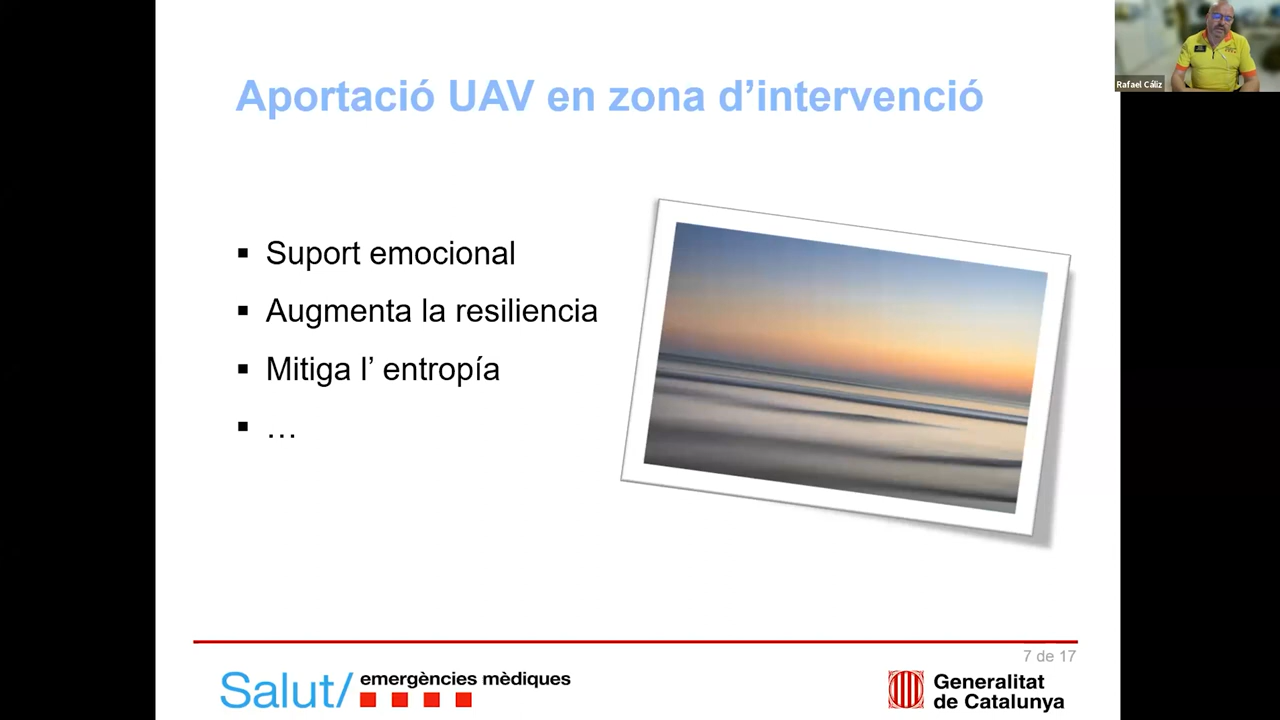 Aportació UAV en zona d’intervenció
Rafael Cáliz
▪ Suport emocional
▪ Augmenta la resiliencia
▪ Mitiga l’ entropía
▪ …
7 de 17
Salut/ emergències mèdiques
Generalitat
de Catalunya